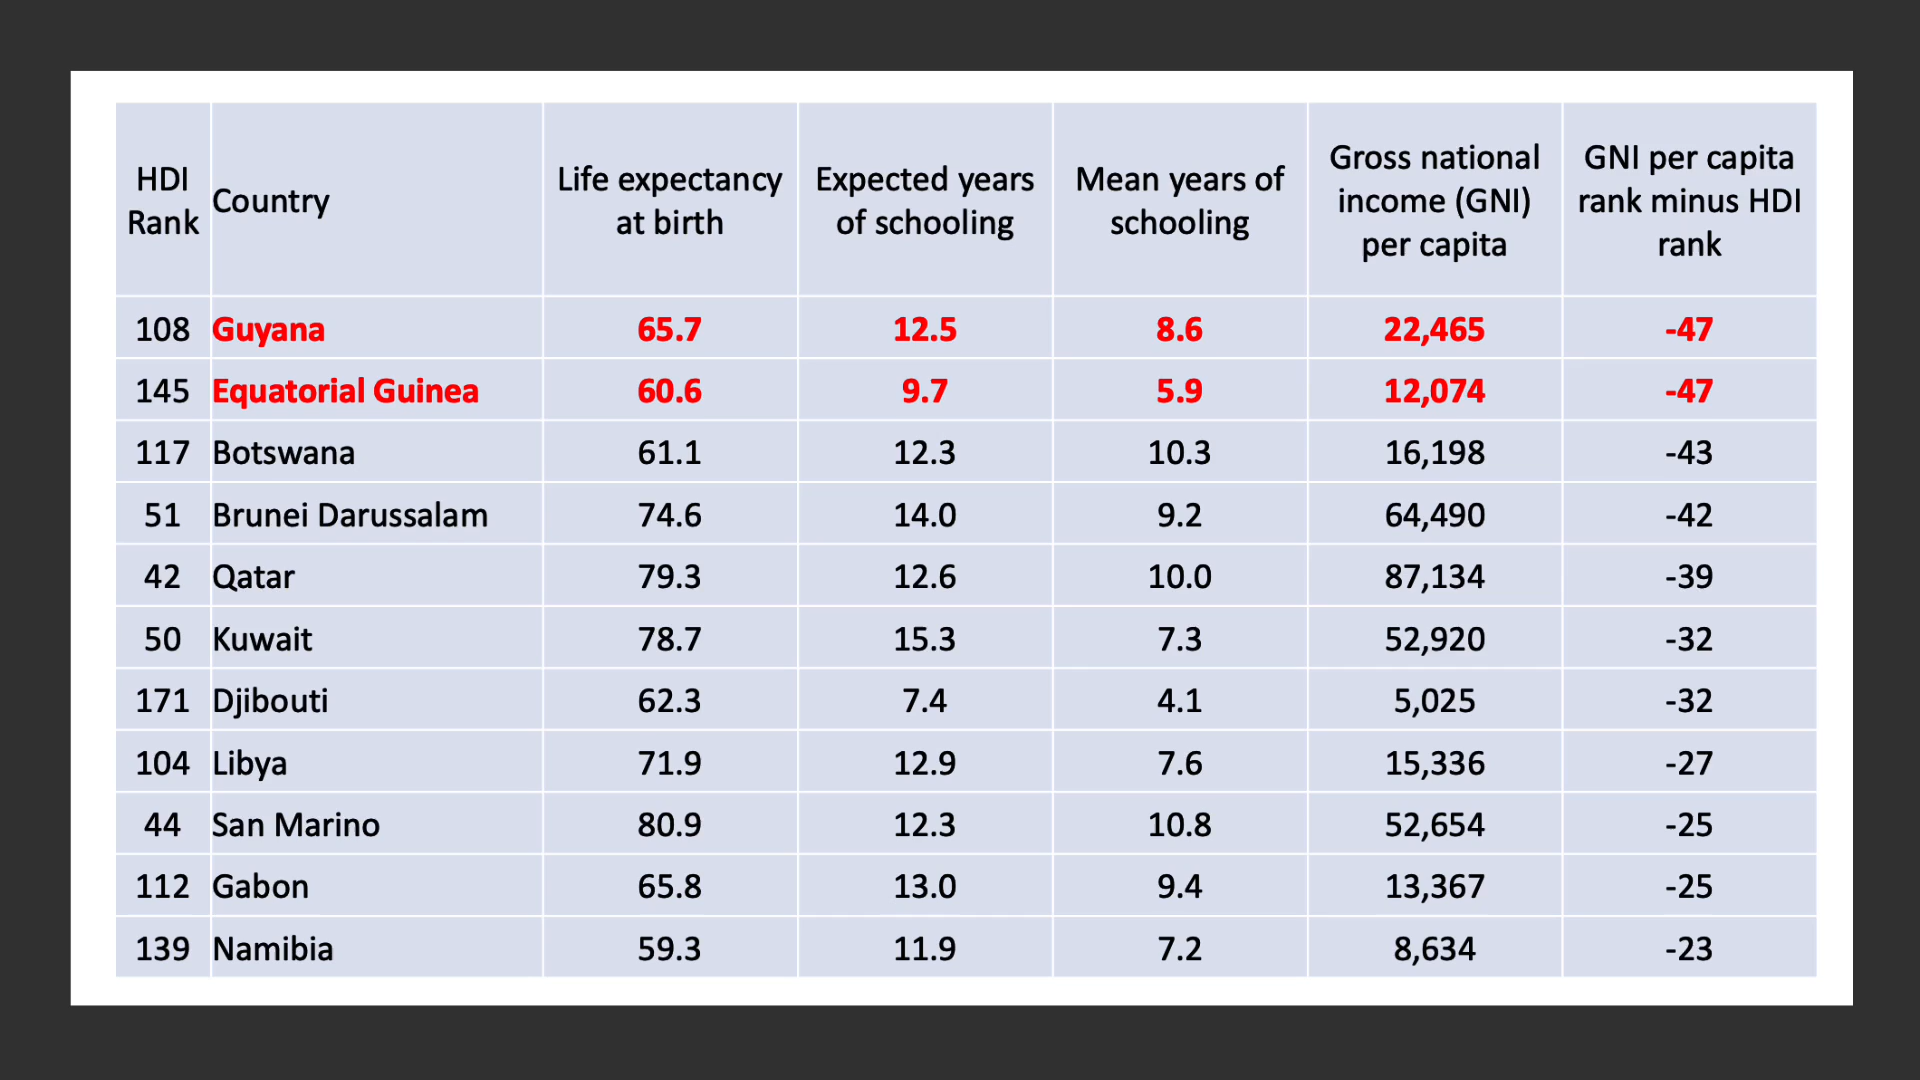 HDI Rank Country Life expectancy at birth Expected years of schooling Mean years of schooling Gross national income (GNI) per capita GNI per capita rank minus HDI rank
108 Guyana 65.7 12.5 8.6 22,465 -47
145 Equatorial Guinea 60.6 9.7 5.9 12,074 -47
117 Botswana 61.1 12.3 10.3 16,198 -43
51 Brunei Darussalam 74.6 14.0 9.2 64,490 -42
42 Qatar 79.3 12.6 10.0 87,134 -39
50 Kuwait 78.7 15.3 7.3 52,920 -32
171 Djibouti 62.3 7.4 4.1 5,025 -32
104 Libya 71.9 12.9 7.6 15,336 -27
44 San Marino 80.9 12.3 10.8 52,654 -25
112 Gabon 65.8 13.0 9.4 13,367 -25
139 Namibia 59.3 11.9 7.2 8,634 -23